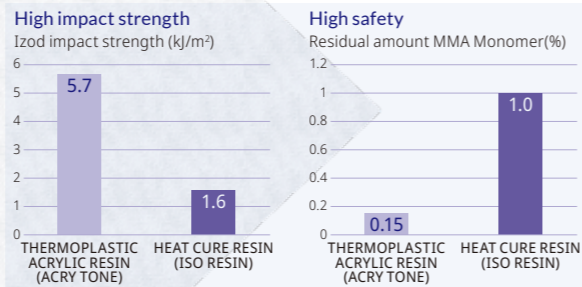 High impact strength
Izod impact strength (kJ/m²)
6
5
4
3
2
1
0
5.7
1.6
THERMOPLASTIC
ACRYLIC RESIN
(ACRY TONE)
HEAT CURE RESIN
(ISO RESIN)
High safety
Residual amount MMA Monomer(%)
1.2
1
0.8
0.6
0.4
0.2
0
0.15
1.0
THERMOPLASTIC
ACRYLIC RESIN
(ACRY TONE)
HEAT CURE RESIN
(ISO RESIN)